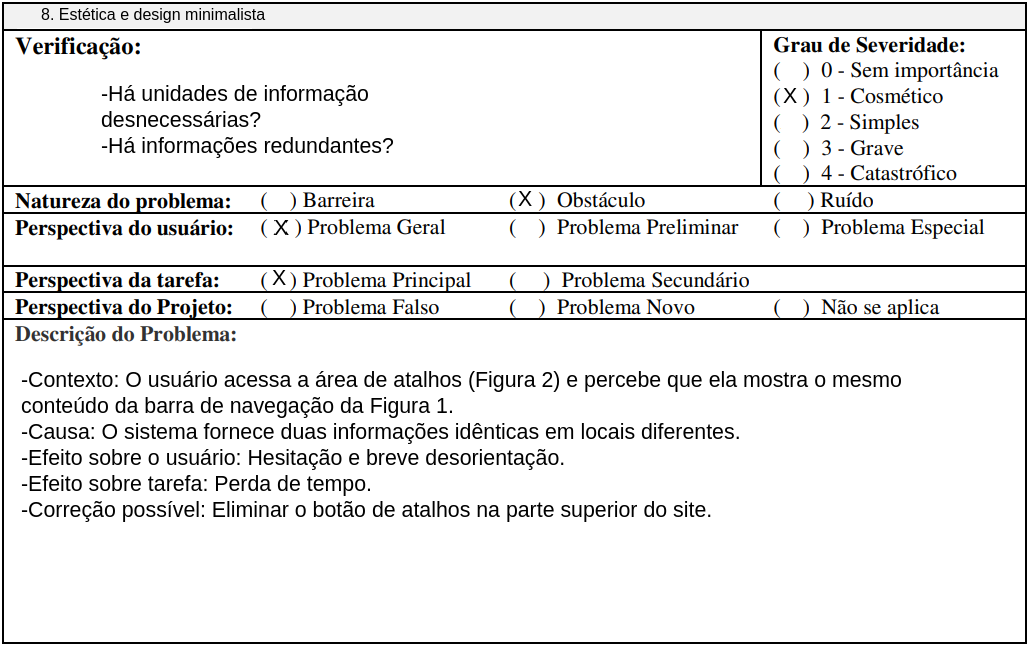 8. Estética e design minimalista
Verificação:
-Há unidades de informação
desnecessárias?
-Há informações redundantes?
Grau de Severidade:
( ) 0 - Sem importância
(X) 1 - Cosmético
( ) 2 - Simples
( ) 3 - Grave
( ) 4 - Catastrófico
Natureza do problema: ( ) Barreira (X) Obstáculo ( ) Ruído
Perspectiva do usuário: (X) Problema Geral ( ) Problema Preliminar ( ) Problema Especial
Perspectiva da tarefa: (X) Problema Principal ( ) Problema Secundário
Perspectiva do Projeto: ( ) Problema Falso ( ) Problema Novo ( ) Não se aplica
Descrição do Problema:
-Contexto: O usuário acessa a área de atalhos (Figura 2) e percebe que ela mostra o mesmo
conteúdo da barra de navegação da Figura 1.
-Causa: O sistema fornece duas informações idênticas em locais diferentes.
-Efeito sobre o usuário: Hesitação e breve desorientação.
-Efeito sobre tarefa: Perda de tempo.
-Correção possível: Eliminar o botão de atalhos na parte superior do site.